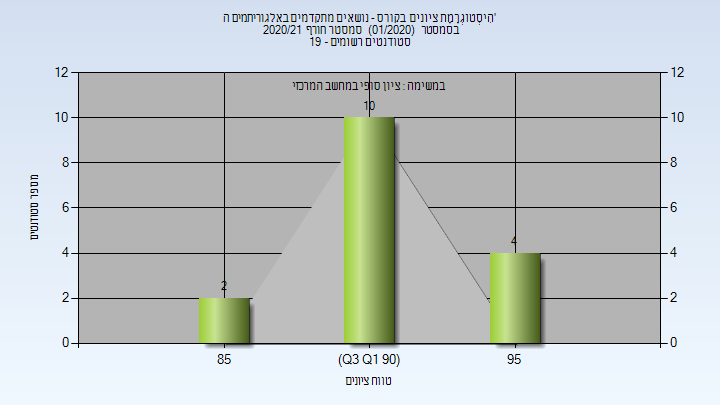 הִיסְטוֹגְרָמַת ציונים בקורס - נושאים מתקדמים באלגוריתמים ה'
בסמסטר (01/2020) סמסטר חורף 2020/21
סטודנטים רשומים - 19
במשימה : ציון סופי במחשב המרכזי
מספר סטודנטים
12 12
10 10
8 8
6 6
4 4
2 2
0 0
2
10
4
85 (Q3 Q1 90) 95
טווח ציונים